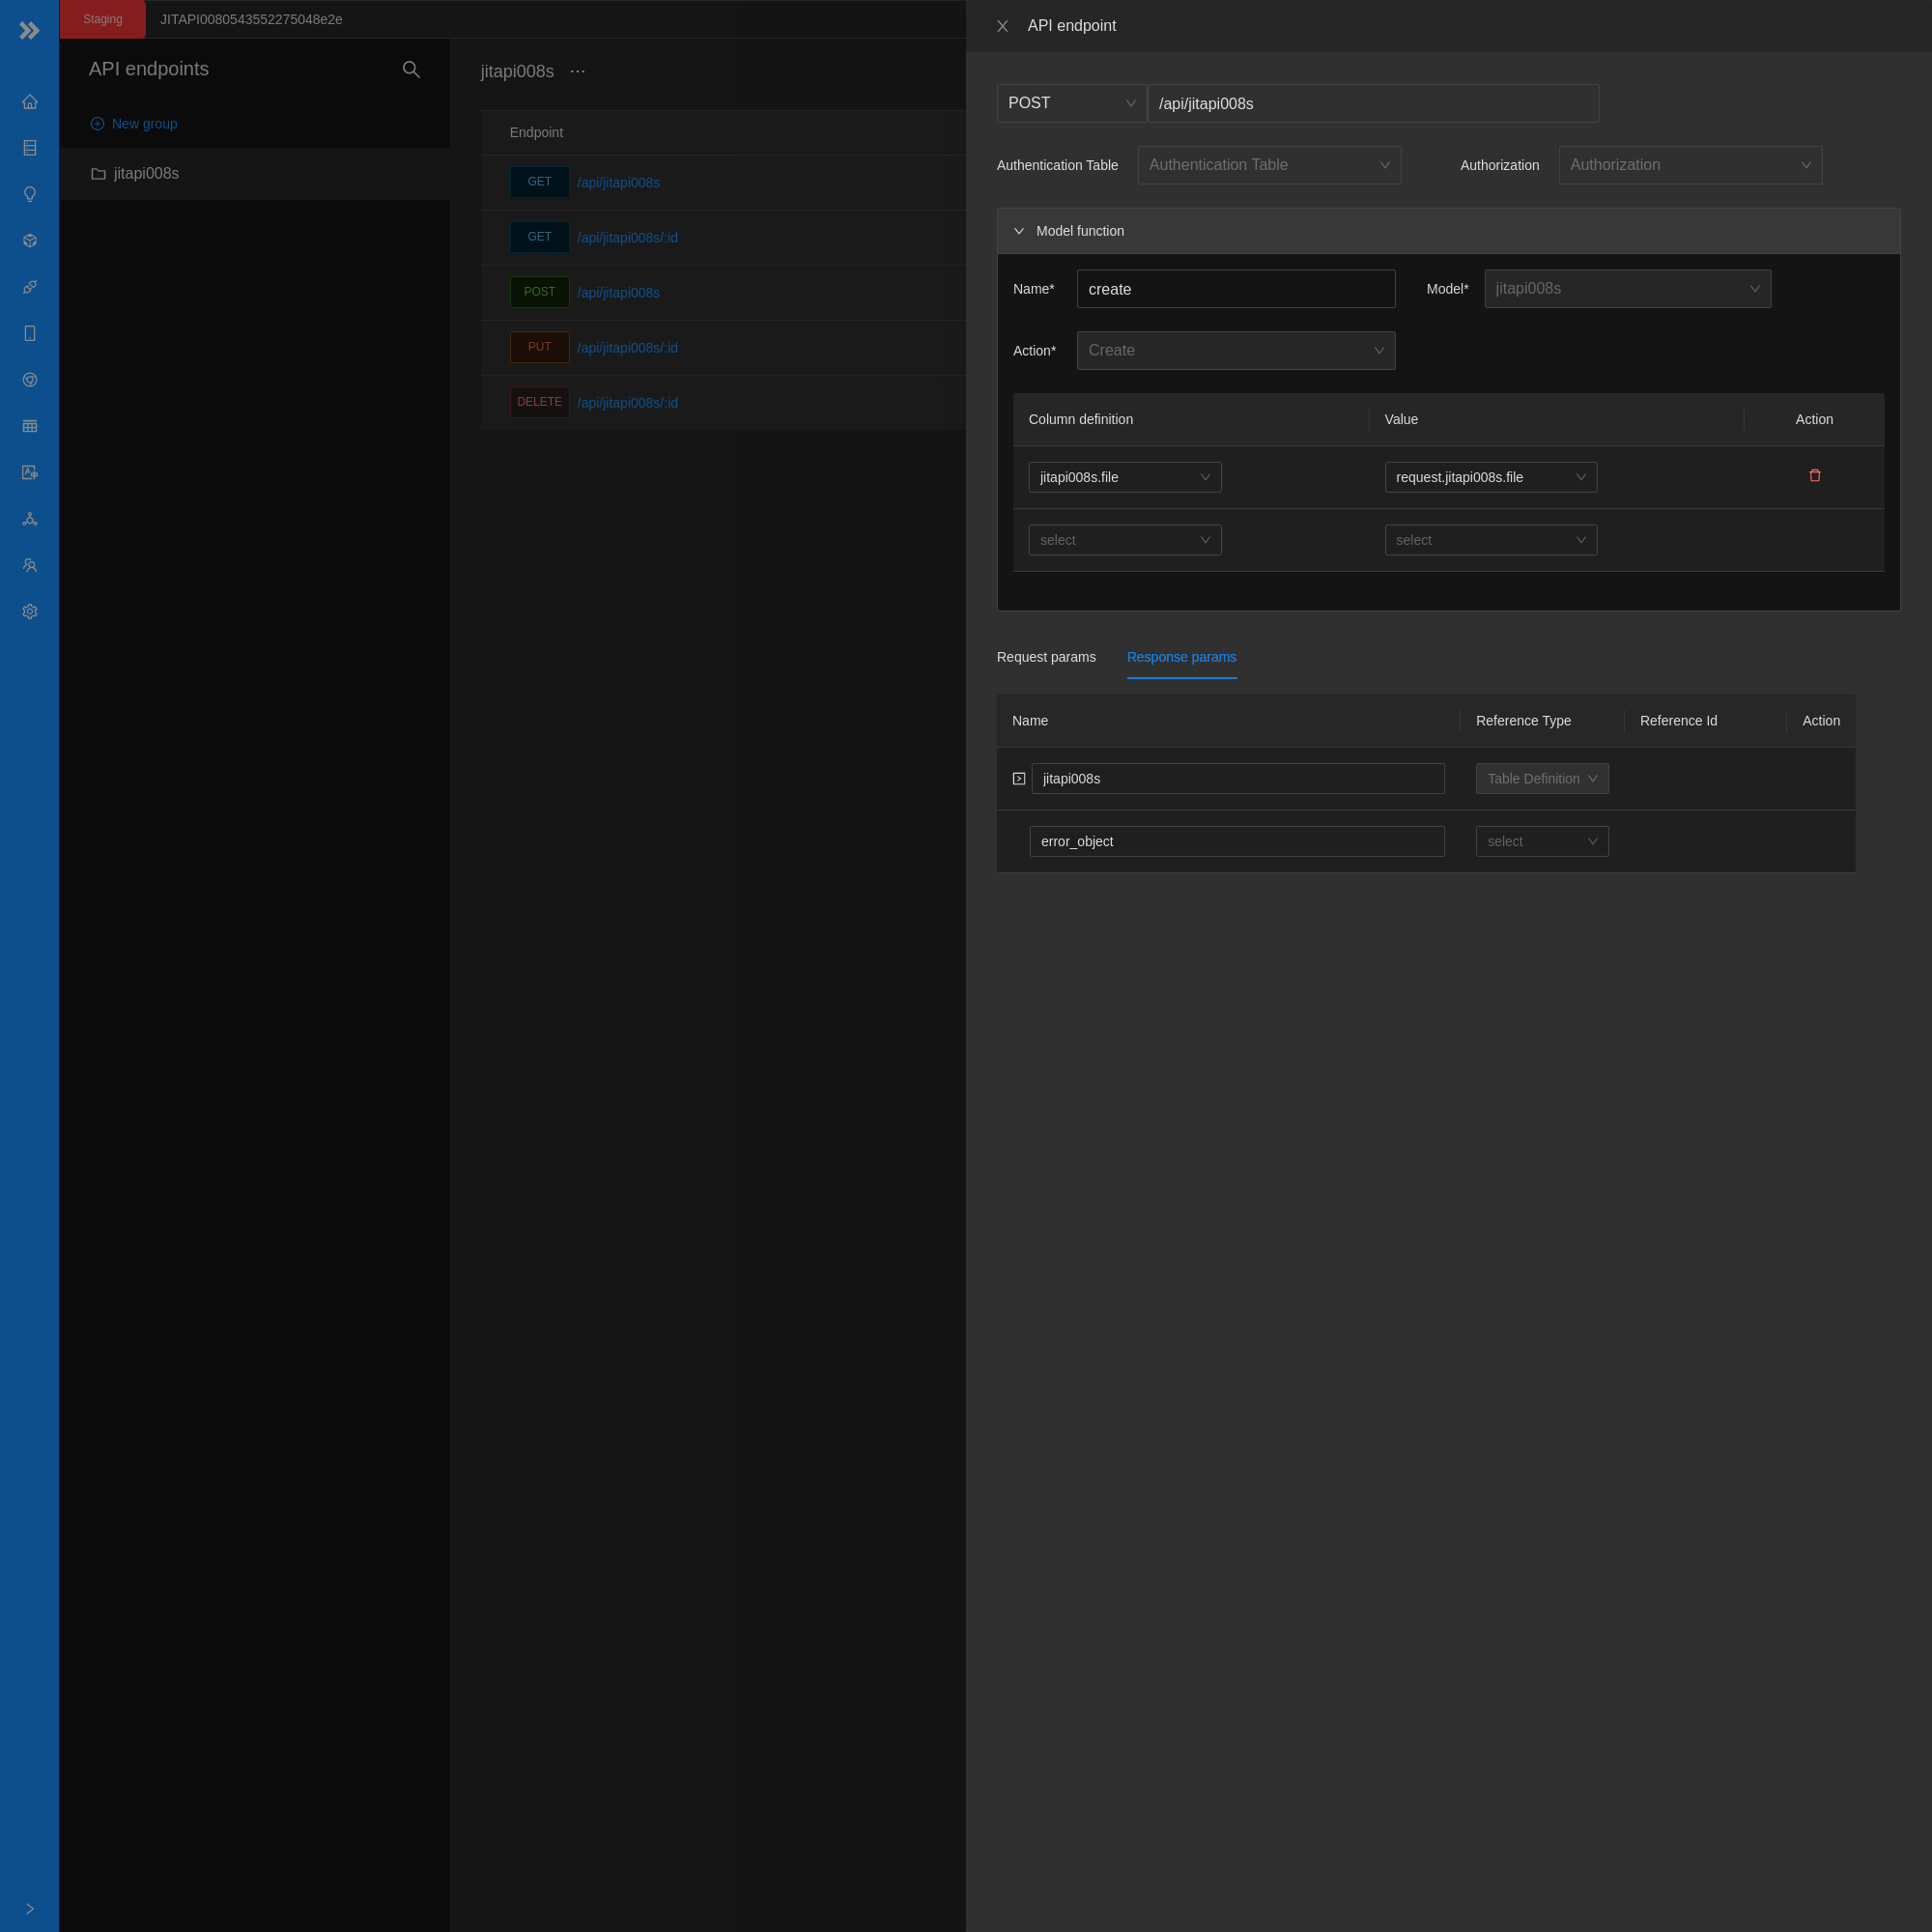 Staging
JITAPI0080543552275048e2e
API endpoints
New group
jitapi008s
jitapi008s ···
Endpoint
GET /api/jitapi008s
GET /api/jitapi008s/:id
POST /api/jitapi008s
PUT /api/jitapi008s/:id
DELETE /api/jitapi008s/:id
API endpoint
POST /api/jitapi008s
Authentication Table Authentication Table Authorization Authorization
Model function
Name* create Model* jitapi008s
Action* Create
Column definition Value Action
jitapi008s.file request.jitapi008s.file
select select
Request params Response params
Name Reference Type Reference Id Action
jitapi008s Table Definition
error_object select